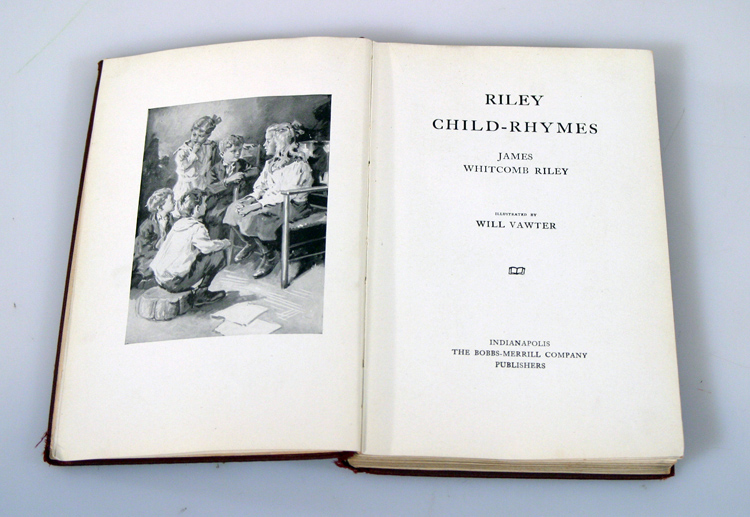 RILEY
CHILD-RHYMES
JAMES
WHITCOMB RILEY
ILLUSTRATED BY
WILL VAWTER
INDIANAPOLIS
THE BOBBS-MERRILL COMPANY
PUBLISHERS